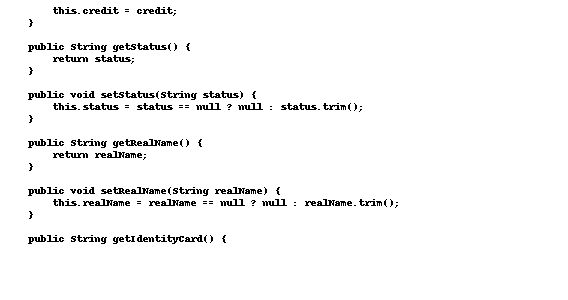 this.credit = credit;
}
public String getStatus() {
return status;
}
public void setStatus(String status) {
this.status = status == null ? null : status.trim();
}
public String getRealName() {
return realName;
}
public void setRealName(String realName) {
this.realName = realName == null ? null : realName.trim();
}
public String getIdentityCard() {